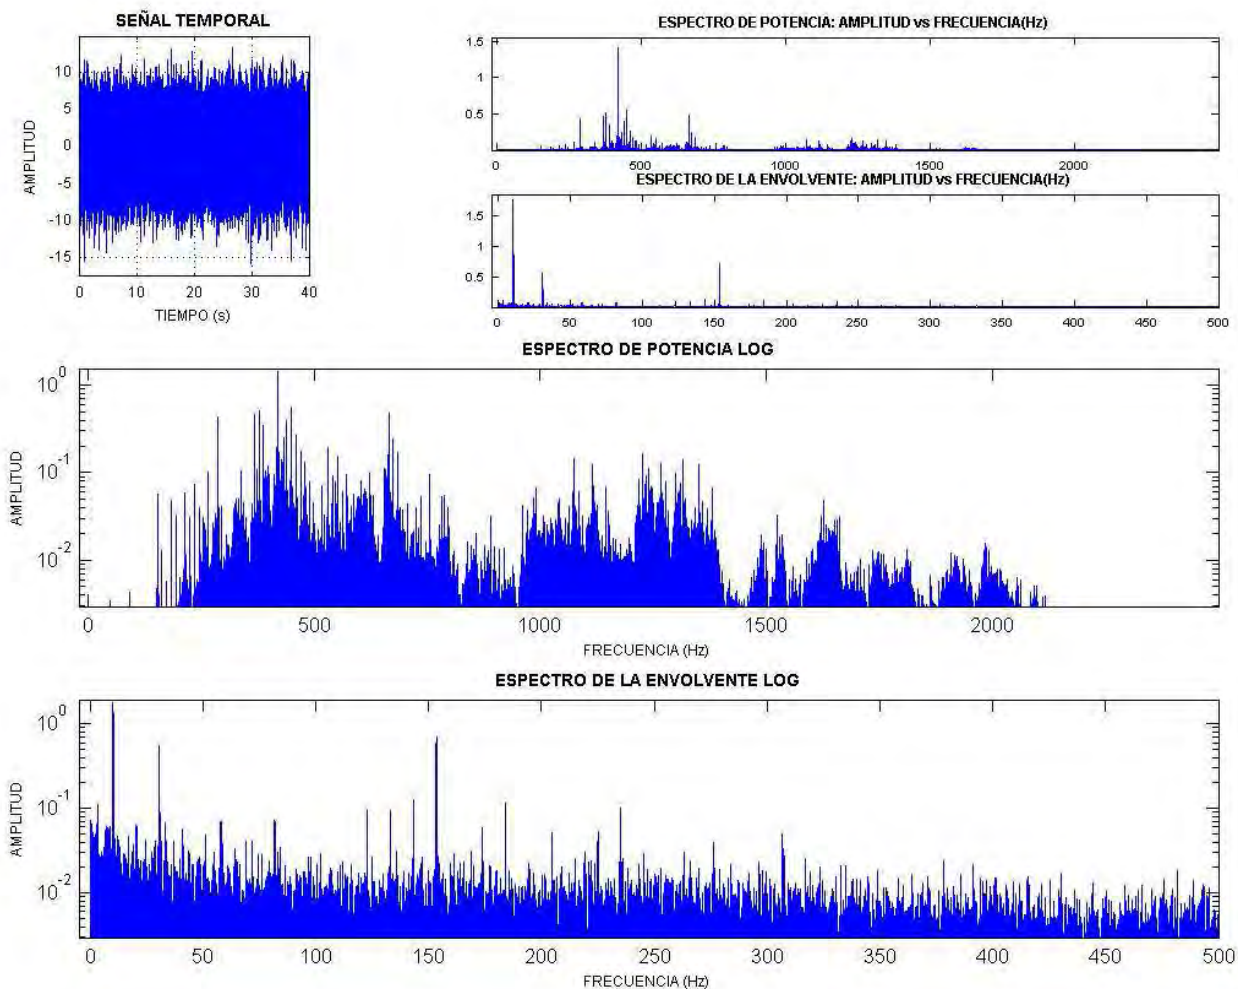 SEÑAL TEMPORAL
10
5
0
-5
-10
-15
AMPLITUD
0 10 20 30 40
TIEMPO (s)
ESPECTRO DE POTENCIA: AMPLITUD vs FRECUENCIA(Hz)
1.5
1
0.5
0 500 1000 1500 2000
ESPECTRO DE LA ENVOLVENTE: AMPLITUD vs FRECUENCIA(Hz)
1.5
1
0.5
0 50 100 150 200 250 300 350 400 450 500
ESPECTRO DE POTENCIA LOG
10^0
10^-1
10^-2
AMPLITUD
0 500 1000 1500 2000
FRECUENCIA (Hz)
ESPECTRO DE LA ENVOLVENTE LOG
10^0
10^-1
10^-2
AMPLITUD
0 50 100 150 200 250 300 350 400 450 500
FRECUENCIA (Hz)